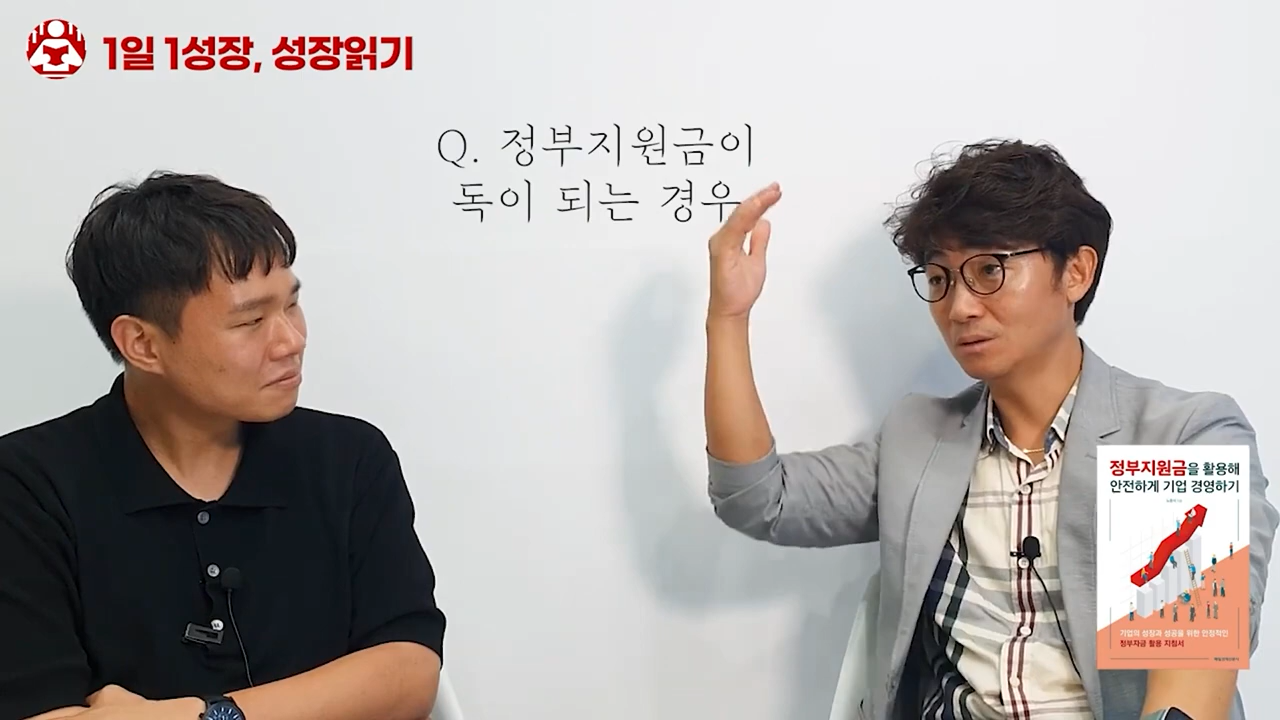 1일 1성장, 성장읽기
Q. 정부지원금이
독이 되는 경우
정부지원금을 활용해
안전하게 기업 경영하기
기업의 성장과 성공을 위한 안정적인
정부자금 활용 지침서